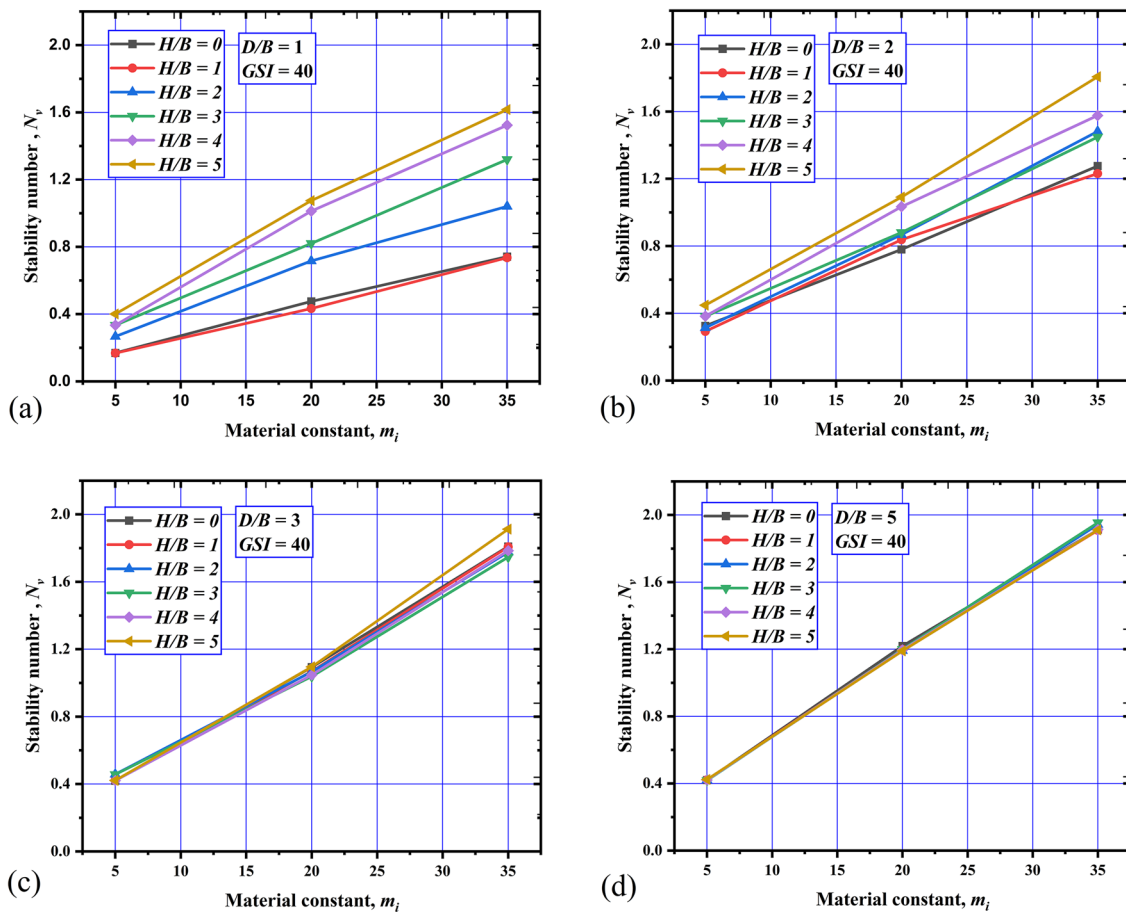 2.0
1.6
1.2
0.8
0.4
0.0
Stability number , Nᵥ
H/B = 0
H/B = 1
H/B = 2
H/B = 3
H/B = 4
H/B = 5
D/B = 1
GSI = 40
5 10 15 20 25 30 35
Material constant, mᵢ
(a)
2.0
1.6
1.2
0.8
0.4
0.0
Stability number , Nᵥ
H/B = 0
H/B = 1
H/B = 2
H/B = 3
H/B = 4
H/B = 5
D/B = 2
GSI = 40
5 10 15 20 25 30 35
Material constant, mᵢ
(b)
2.0
1.6
1.2
0.8
0.4
0.0
Stability number , Nᵥ
H/B = 0
H/B = 1
H/B = 2
H/B = 3
H/B = 4
H/B = 5
D/B = 3
GSI = 40
5 10 15 20 25 30 35
Material constant, mᵢ
(c)
2.0
1.6
1.2
0.8
0.4
0.0
Stability number , Nᵥ
H/B = 0
H/B = 1
H/B = 2
H/B = 3
H/B = 4
H/B = 5
D/B = 5
GSI = 40
5 10 15 20 25 30 35
Material constant, mᵢ
(d)